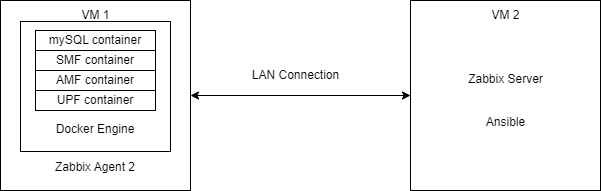 VM 1
mySQL container
SMF container
AMF container
UPF container
Docker Engine
Zabbix Agent 2
LAN Connection
VM 2
Zabbix Server
Ansible